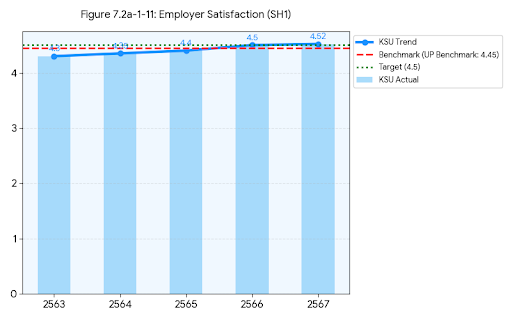 Figure 7.2a-1-11: Employer Satisfaction (SH1)
4.52
4.5
4.4
KSU Trend
Benchmark (UP Benchmark: 4.45)
Target (4.5)
KSU Actual
4
3
2
1
0
2563
2564
2565
2566
2567